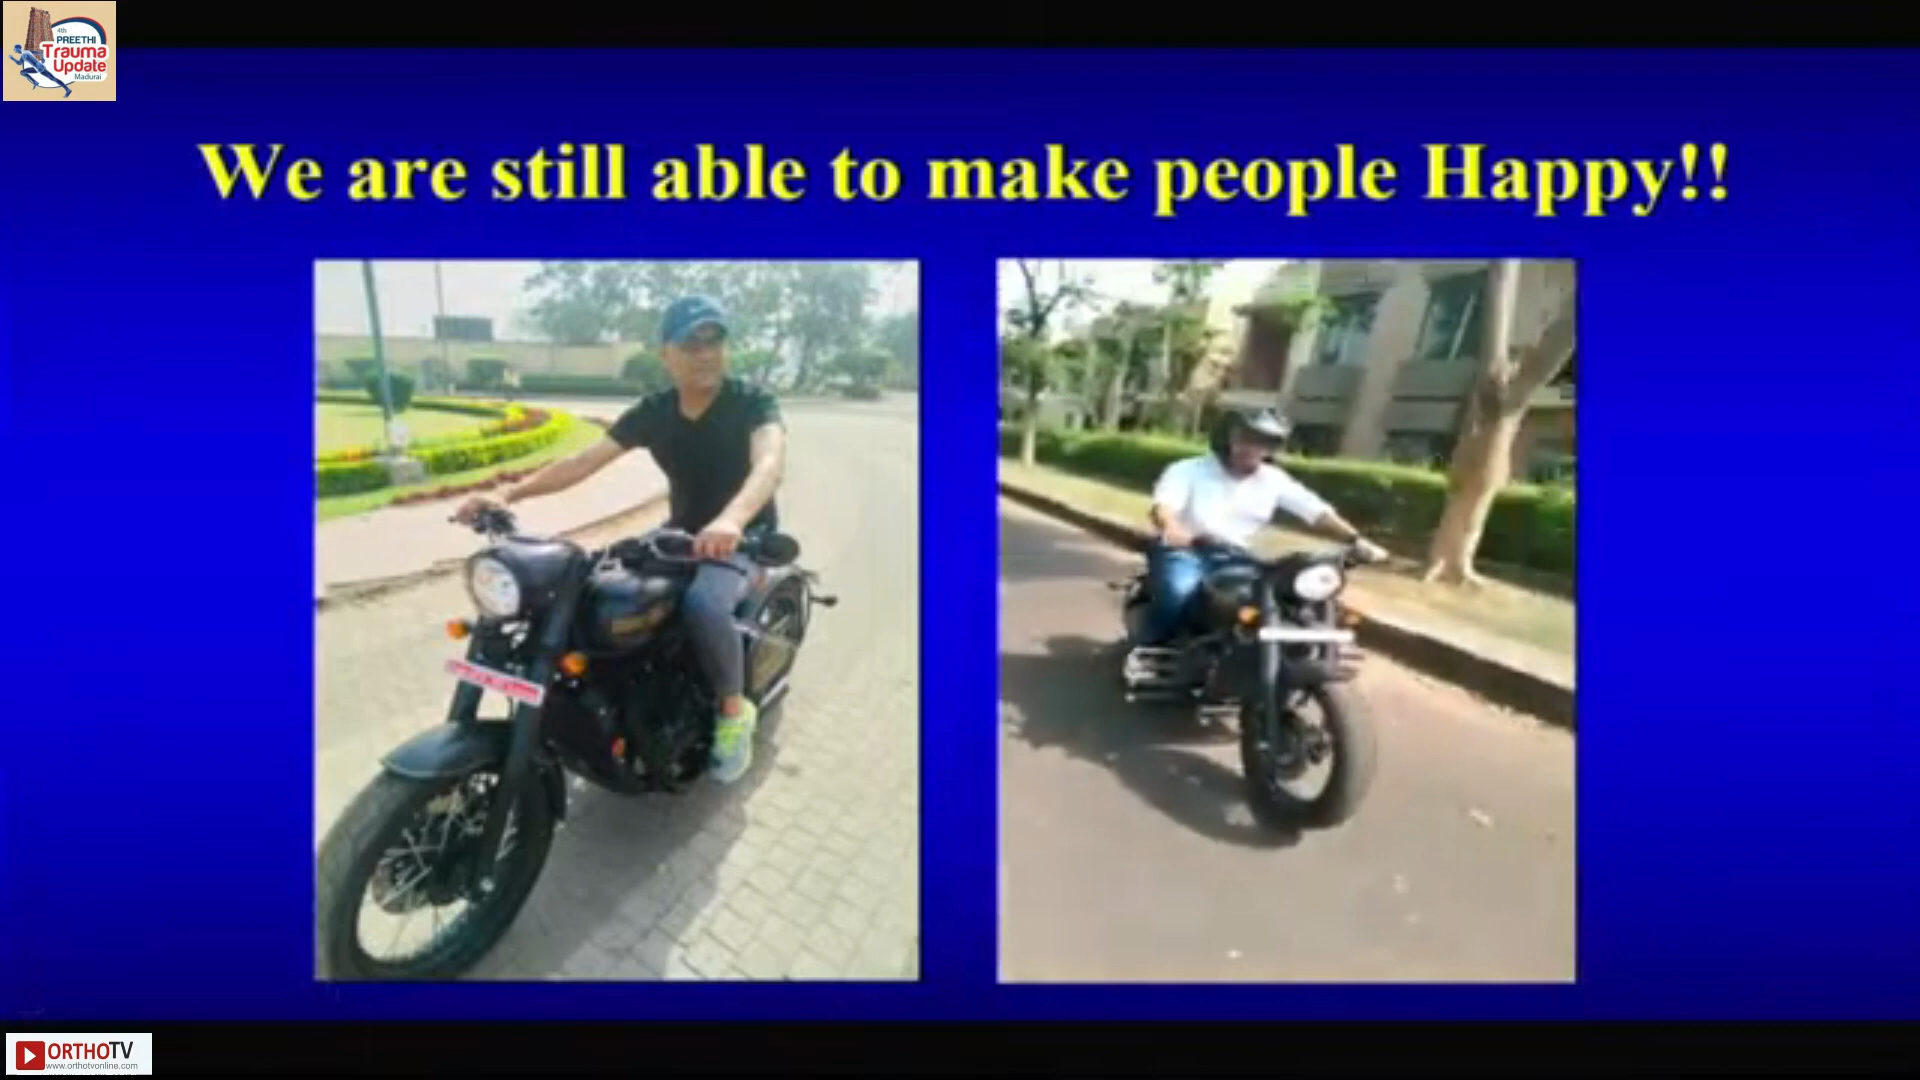 4th
PREETHI
Trauma
Update
Madurai
We are still able to make people Happy!!
ORTHOTV
www.orthotvonline.com